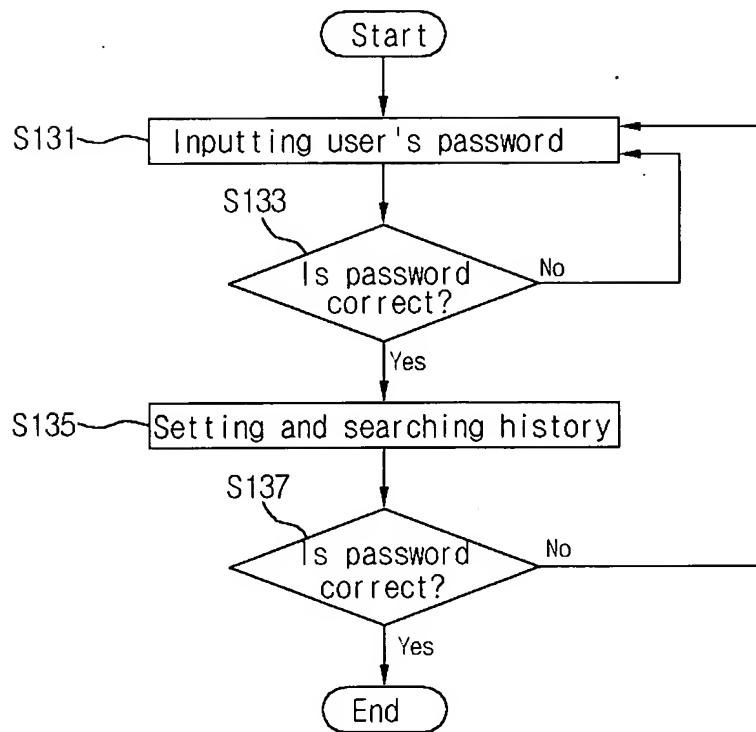 Start
S131
Inputting user's password
S133
Is password
correct?
No
Yes
S135
Setting and searching history
S137
Is password
correct?
No
Yes
End